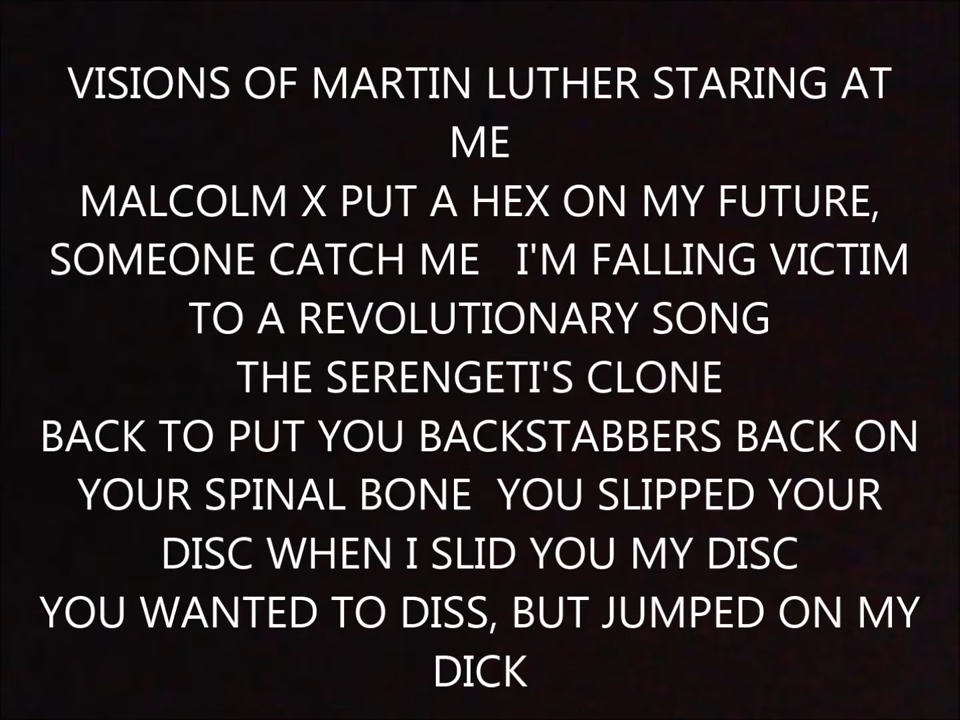 VISIONS OF MARTIN LUTHER STARING AT
ME
MALCOLM X PUT A HEX ON MY FUTURE,
SOMEONE CATCH ME   I'M FALLING VICTIM
TO A REVOLUTIONARY SONG
THE SERENGETI'S CLONE
BACK TO PUT YOU BACKSTABBERS BACK ON
YOUR SPINAL BONE  YOU SLIPPED YOUR
DISC WHEN I SLID YOU MY DISC
YOU WANTED TO DISS, BUT JUMPED ON MY
DICK